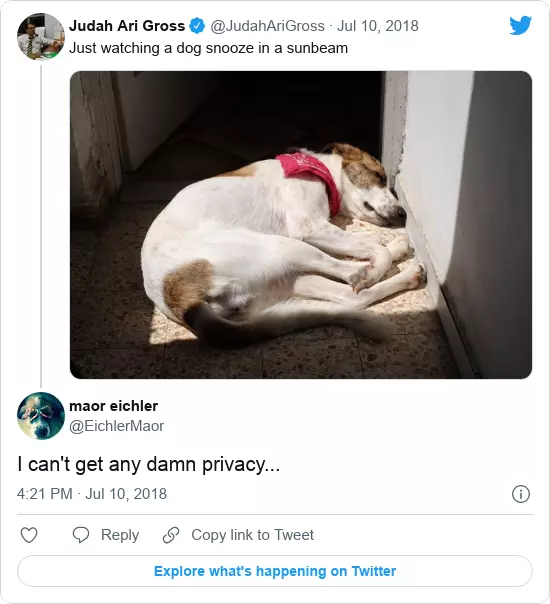 Judah Ari Gross @JudahAriGross · Jul 10, 2018
Just watching a dog snooze in a sunbeam
maor eichler
@EichlerMaor
I can't get any damn privacy...
4:21 PM · Jul 10, 2018
Reply Copy link to Tweet
Explore what's happening on Twitter